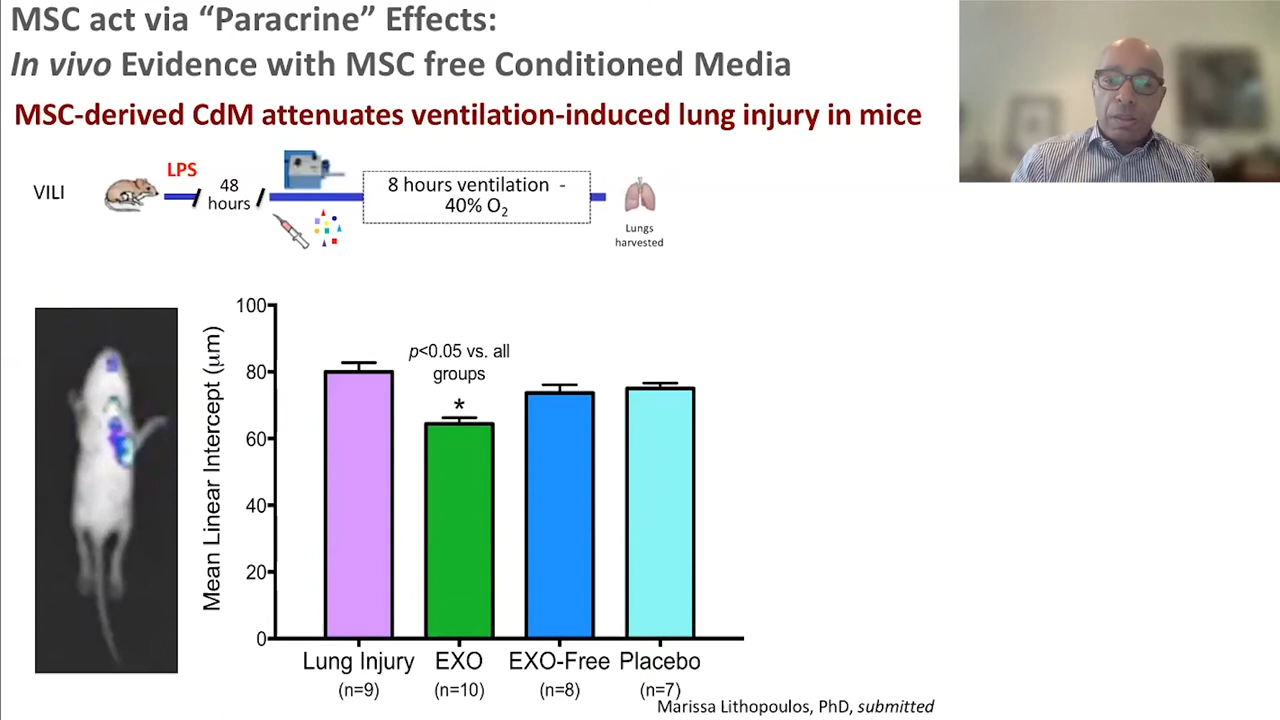 MSC act via “Paracrine” Effects:
In vivo Evidence with MSC free Conditioned Media
MSC-derived CdM attenuates ventilation-induced lung injury in mice
VILI
LPS
48
hours
8 hours ventilation -
40% O₂
Lungs
harvested
Mean Linear Intercept (µm)
100
80
60
40
20
0
p<0.05 vs. all
groups
*
Lung Injury EXO EXO-Free Placebo
(n=9) (n=10) (n=8) (n=7)
Marissa Lithopoulos, PhD, submitted